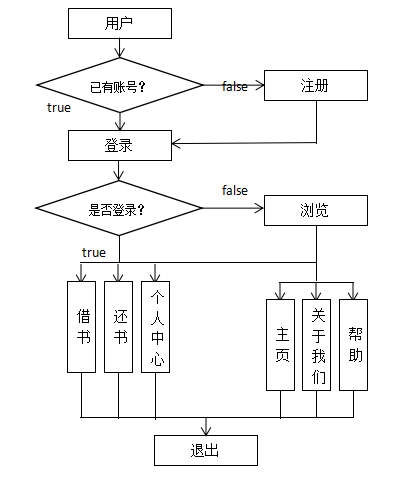 用户
已有账号?
false
注册
true
登录
是否登录?
false
浏览
true
借书
还书
个人中心
主页
关于我们
帮助
退出